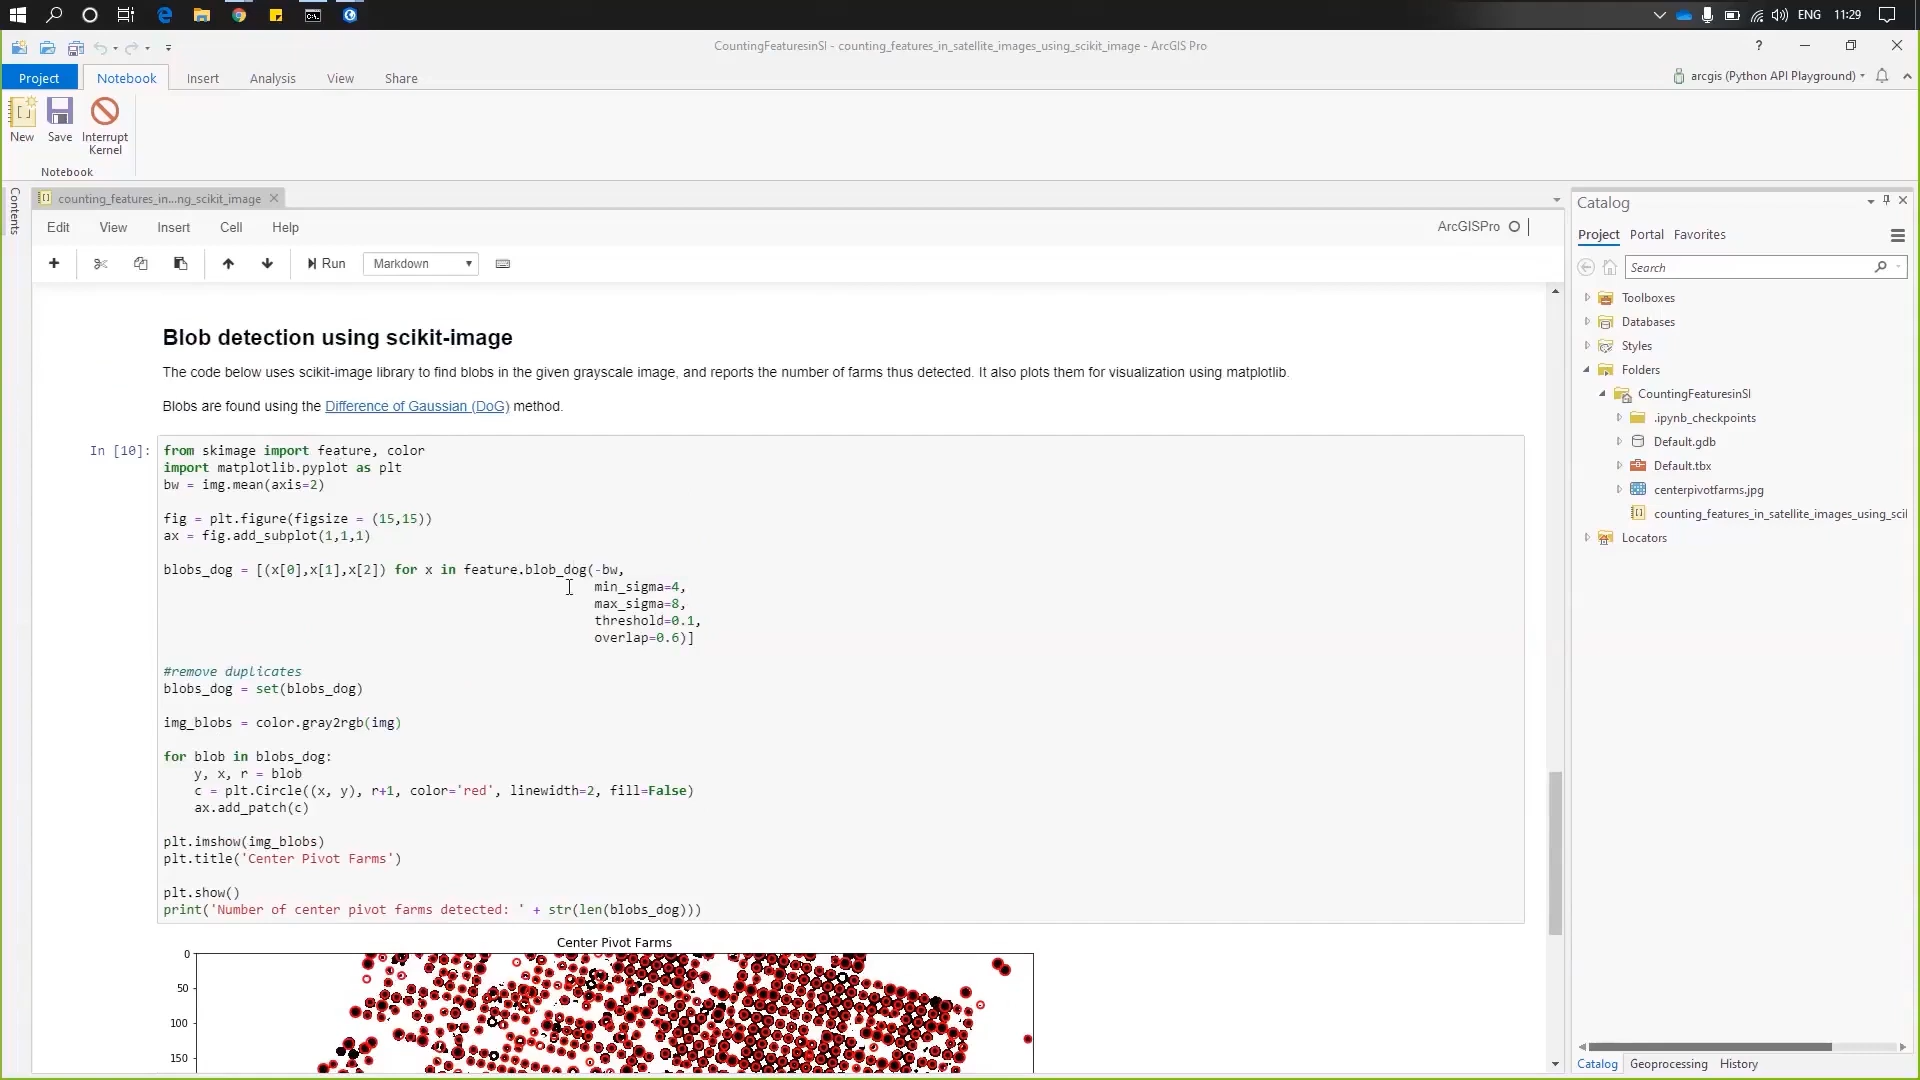 ENG 11:29
CountingFeaturesinSI - counting_features_in_satellite_images_using_scikit_image - ArcGIS Pro
?
Project Notebook Insert Analysis View Share
arcgis (Python API Playground)
New Save Interrupt Kernel
Notebook
Contents
counting_features_in...ng_scikit_image
Edit View Insert Cell Help
ArcGISPro
Run Markdown
Blob detection using scikit-image
The code below uses scikit-image library to find blobs in the given grayscale image, and reports the number of farms thus detected. It also plots them for visualization using matplotlib.
Blobs are found using the Difference of Gaussian (DoG) method.
In [10]:
from skimage import feature, color
import matplotlib.pyplot as plt
bw = img.mean(axis=2)
fig = plt.figure(figsize = (15,15))
ax = fig.add_subplot(1,1,1)
blobs_dog = [(x[0],x[1],x[2]) for x in feature.blob_dog(-bw,
min_sigma=4,
max_sigma=8,
threshold=0.1,
overlap=0.6)]
#remove duplicates
blobs_dog = set(blobs_dog)
img_blobs = color.gray2rgb(img)
for blob in blobs_dog:
y, x, r = blob
c = plt.Circle((x, y), r+1, color='red', linewidth=2, fill=False)
ax.add_patch(c)
plt.imshow(img_blobs)
plt.title('Center Pivot Farms')
plt.show()
print('Number of center pivot farms detected: ' + str(len(blobs_dog)))
Center Pivot Farms
0
50
100
150
Catalog
Project Portal Favorites
Search
Toolboxes
Databases
Styles
Folders
CountingFeaturesinSI
.ipynb_checkpoints
Default.gdb
Default.tbx
centerpivotfarms.jpg
counting_features_in_satellite_images_using_sci
Locators
Catalog Geoprocessing History